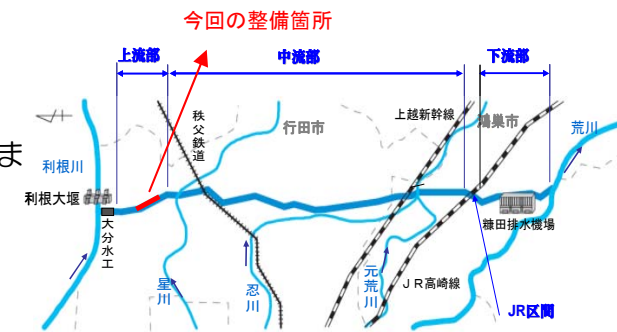 今回の整備箇所
上流部
中流部
下流部
秩父鉄道
行田市
上越新幹線
鴻巣市
荒川
ま
利根川
利根大堰
大分水工
糠田排水機場
星川
忍川
元荒川
ＪＲ高崎線
JR区間